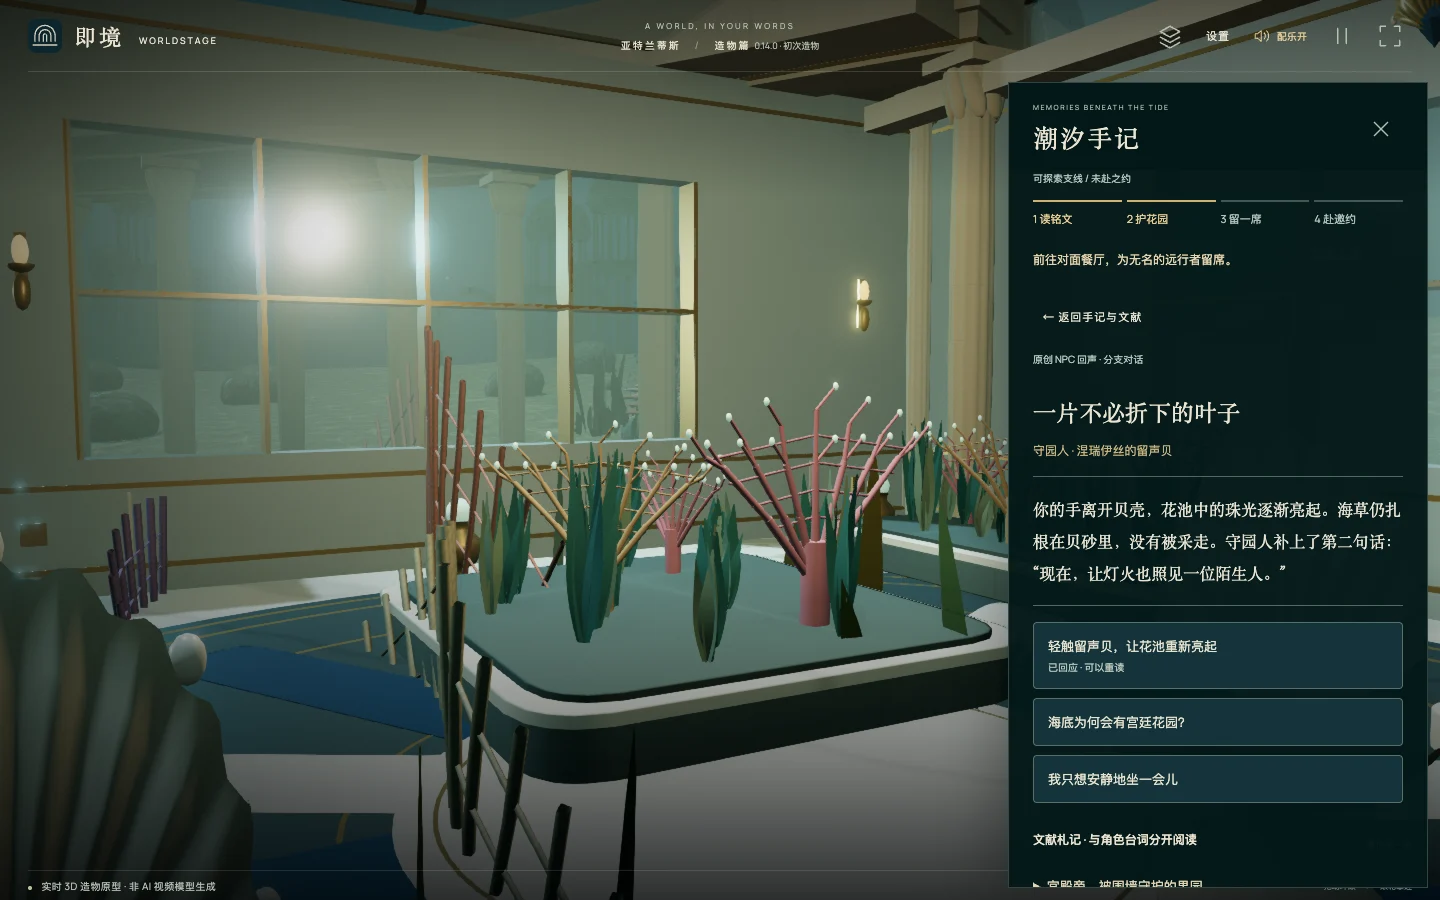 即境 WORLDSTAGE
A WORLD, IN YOUR WORDS
亚特兰蒂斯 / 造物篇 0.14.0·初次造物
设置
配乐开
MEMORIES BENEATH THE TIDE
潮汐手记
可探索支线 / 未赴之约
1 读铭文
2 护花园
3 留一席
4 赴邀约
前往对面餐厅，为无名的远行者留席。
← 返回手记与文献
原创 NPC 回声 · 分支对话
一片不必折下的叶子
守园人 · 涅瑞伊丝的留声贝
你的手离开贝壳，花池中的珠光逐渐亮起。海草仍扎
根在贝砂里，没有被采走。守园人补上了第二句话：
“现在，让灯火也照见一位陌生人。”
轻触留声贝，让花池重新亮起
已回应 · 可以重读
海底为何会有宫廷花园？
我只想安静地坐一会儿
文献札记 · 与角色台词分开阅读
宫殿旁，被围墙守护的果园
实时 3D 造物原型 · 非 AI 视频模型生成